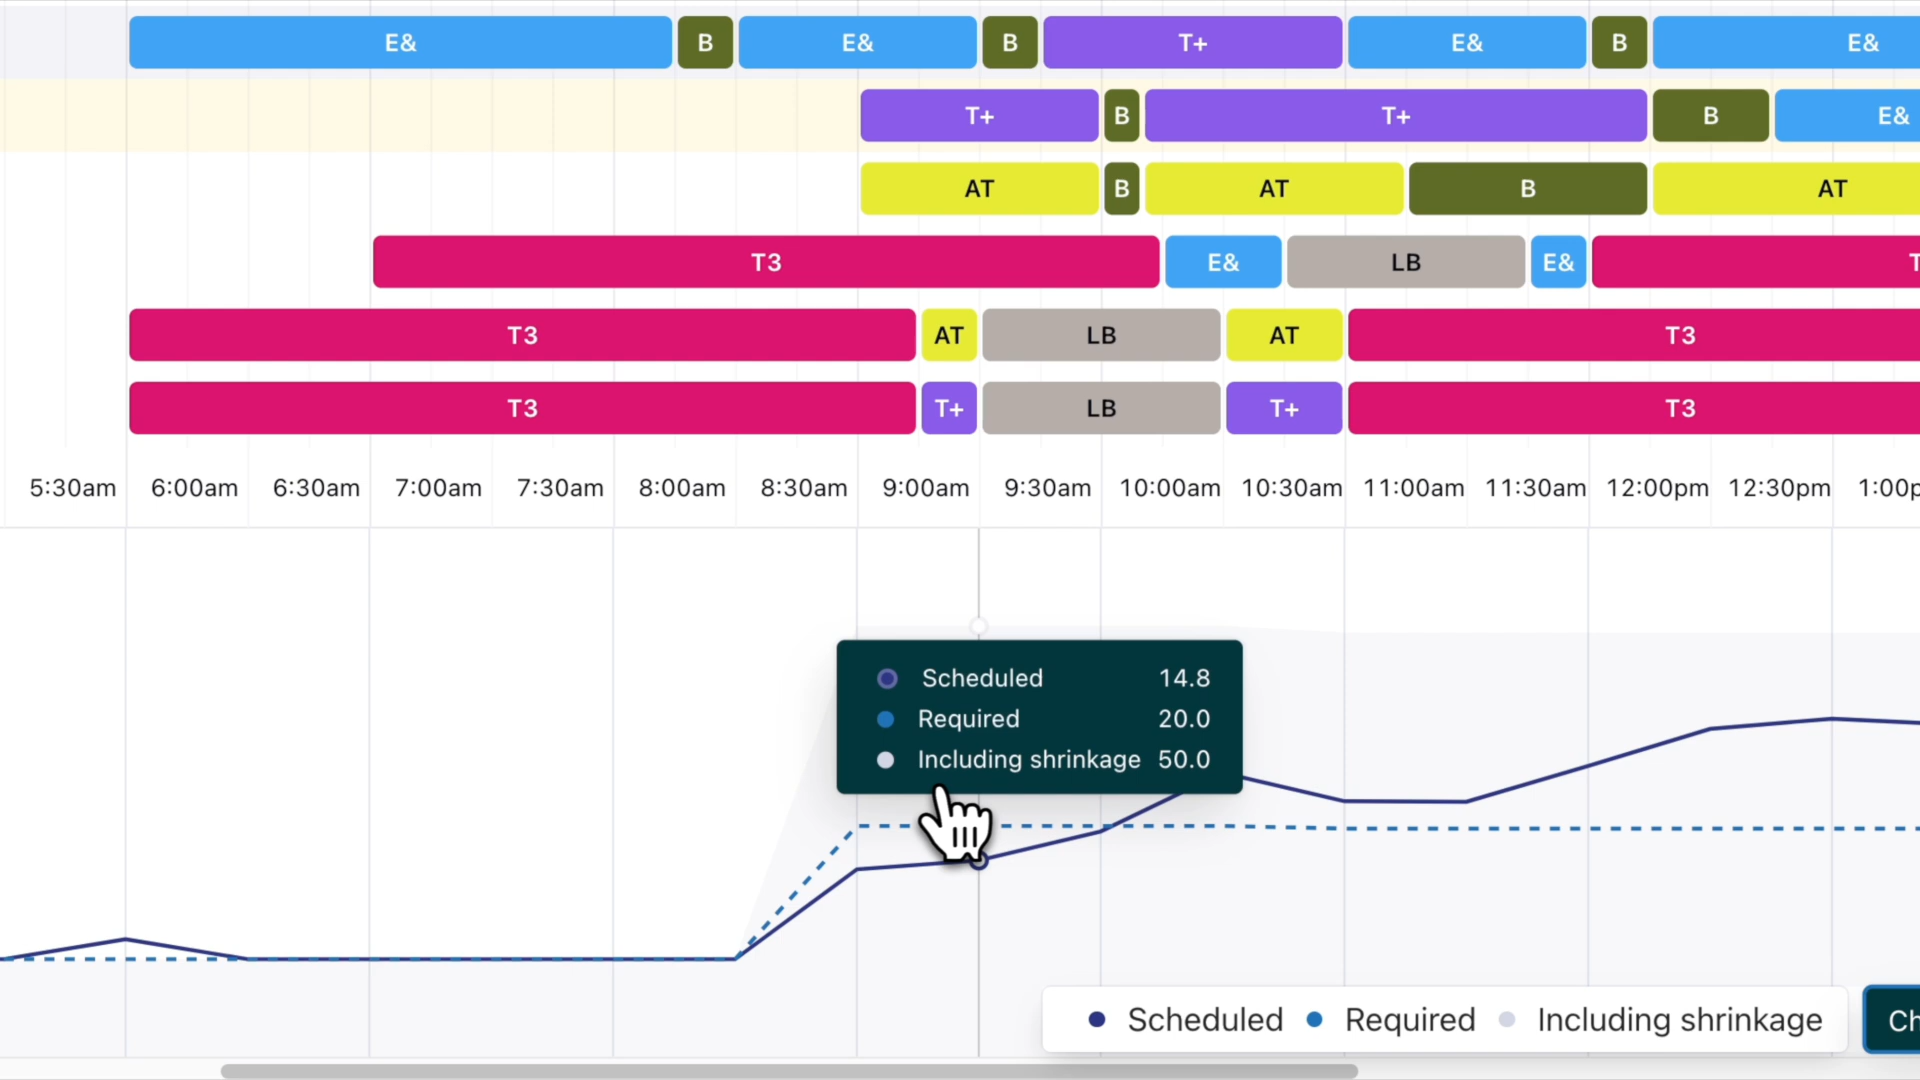 E& B E& B T+ E& B E&
T+ B T+ B E&
AT B AT B AT
T3 E& LB E& T
T3 AT LB AT T3
T3 T+ LB T+ T3
5:30am 6:00am 6:30am 7:00am 7:30am 8:00am 8:30am 9:00am 9:30am 10:00am 10:30am 11:00am 11:30am 12:00pm 12:30pm 1:00p
Scheduled 14.8
Required 20.0
Including shrinkage 50.0
Scheduled Required Including shrinkage Ch